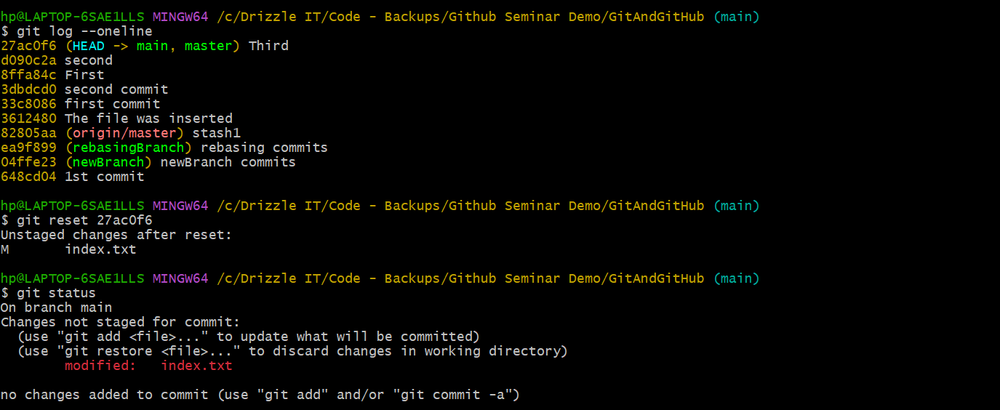 hp@LAPTOP-6SAE1LLS MINGW64 /c/Drizzle IT/Code - Backups/Github Seminar Demo/GitAndGitHub (main)
$ git log --oneline
27ac0f6 (HEAD -> main, master) Third
d090c2a second
8ffa84c First
3dbdcd0 second commit
33c8086 first commit
3612480 The file was inserted
82805aa (origin/master) stash1
ea9f899 (rebasingBranch) rebasing commits
04ffe23 (newBranch) newBranch commits
648cd04 1st commit
hp@LAPTOP-6SAE1LLS MINGW64 /c/Drizzle IT/Code - Backups/Github Seminar Demo/GitAndGitHub (main)
$ git reset 27ac0f6
Unstaged changes after reset:
M       index.txt
hp@LAPTOP-6SAE1LLS MINGW64 /c/Drizzle IT/Code - Backups/Github Seminar Demo/GitAndGitHub (main)
$ git status
On branch main
Changes not staged for commit:
  (use "git add <file>..." to update what will be committed)
  (use "git restore <file>..." to discard changes in working directory)
        modified:   index.txt
no changes added to commit (use "git add" and/or "git commit -a")